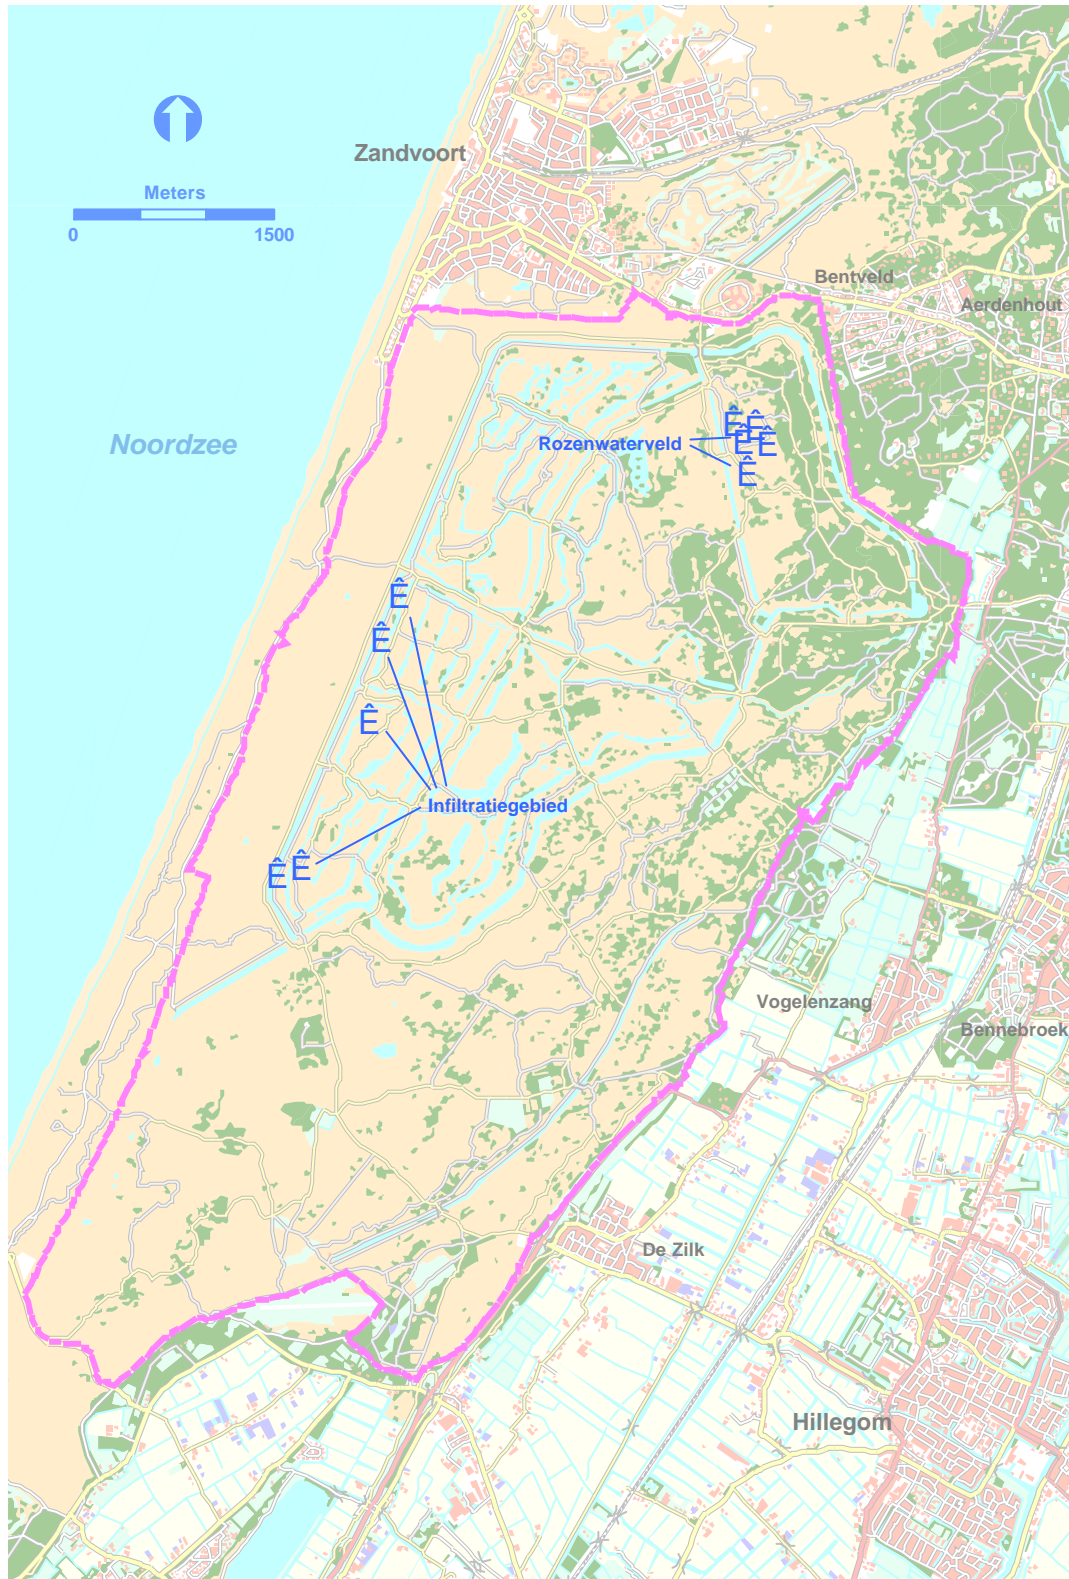 Zandvoort
Meters
0 1500
Bentveld
Aerdenhout
Noordzee
Ê Ê
Rozenwaterveld Ê Ê
Ê
Ê
Ê
Ê
Infiltratiegebied
Ê Ê
Vogelenzang
Bennebroek
De Zilk
Hillegom